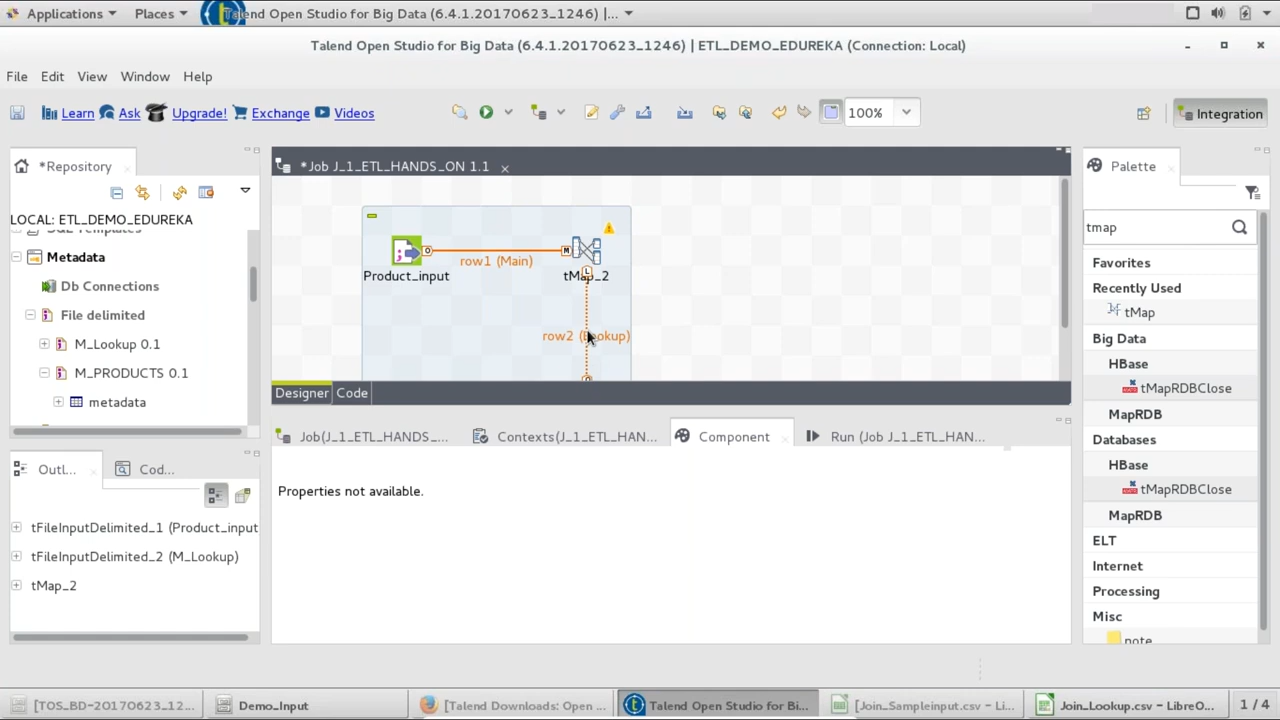 Applications Places Talend Open Studio for Big Data (6.4.1.20170623_1246) |...
Talend Open Studio for Big Data (6.4.1.20170623_1246) | ETL_DEMO_EDUREKA (Connection: Local)
File Edit View Window Help
Learn Ask Upgrade! Exchange Videos 100% Integration
*Repository
LOCAL: ETL_DEMO_EDUREKA
Metadata
Db Connections
File delimited
M_Lookup 0.1
M_PRODUCTS 0.1
metadata
*Job J_1_ETL_HANDS_ON 1.1
row1 (Main)
Product_input
tMap_2
row2 (Lookup)
Designer Code
Palette
tmap
Favorites
Recently Used
tMap
Big Data
HBase
tMapRDBClose
MapRDB
Databases
HBase
tMapRDBClose
MapRDB
ELT
Internet
Processing
Misc
note
Outl... Cod...
tFileInputDelimited_1 (Product_input
tFileInputDelimited_2 (M_Lookup)
tMap_2
Job(J_1_ETL_HANDS_... Contexts(J_1_ETL_HAN... Component Run (Job J_1_ETL_HAN...
Properties not available.
[TOS_BD-20170623_12... Demo_Input [Talend Downloads: Open ... Talend Open Studio for Bi... [Join_Sampleinput.csv – Li... Join_Lookup.csv – LibreO... 1 / 4